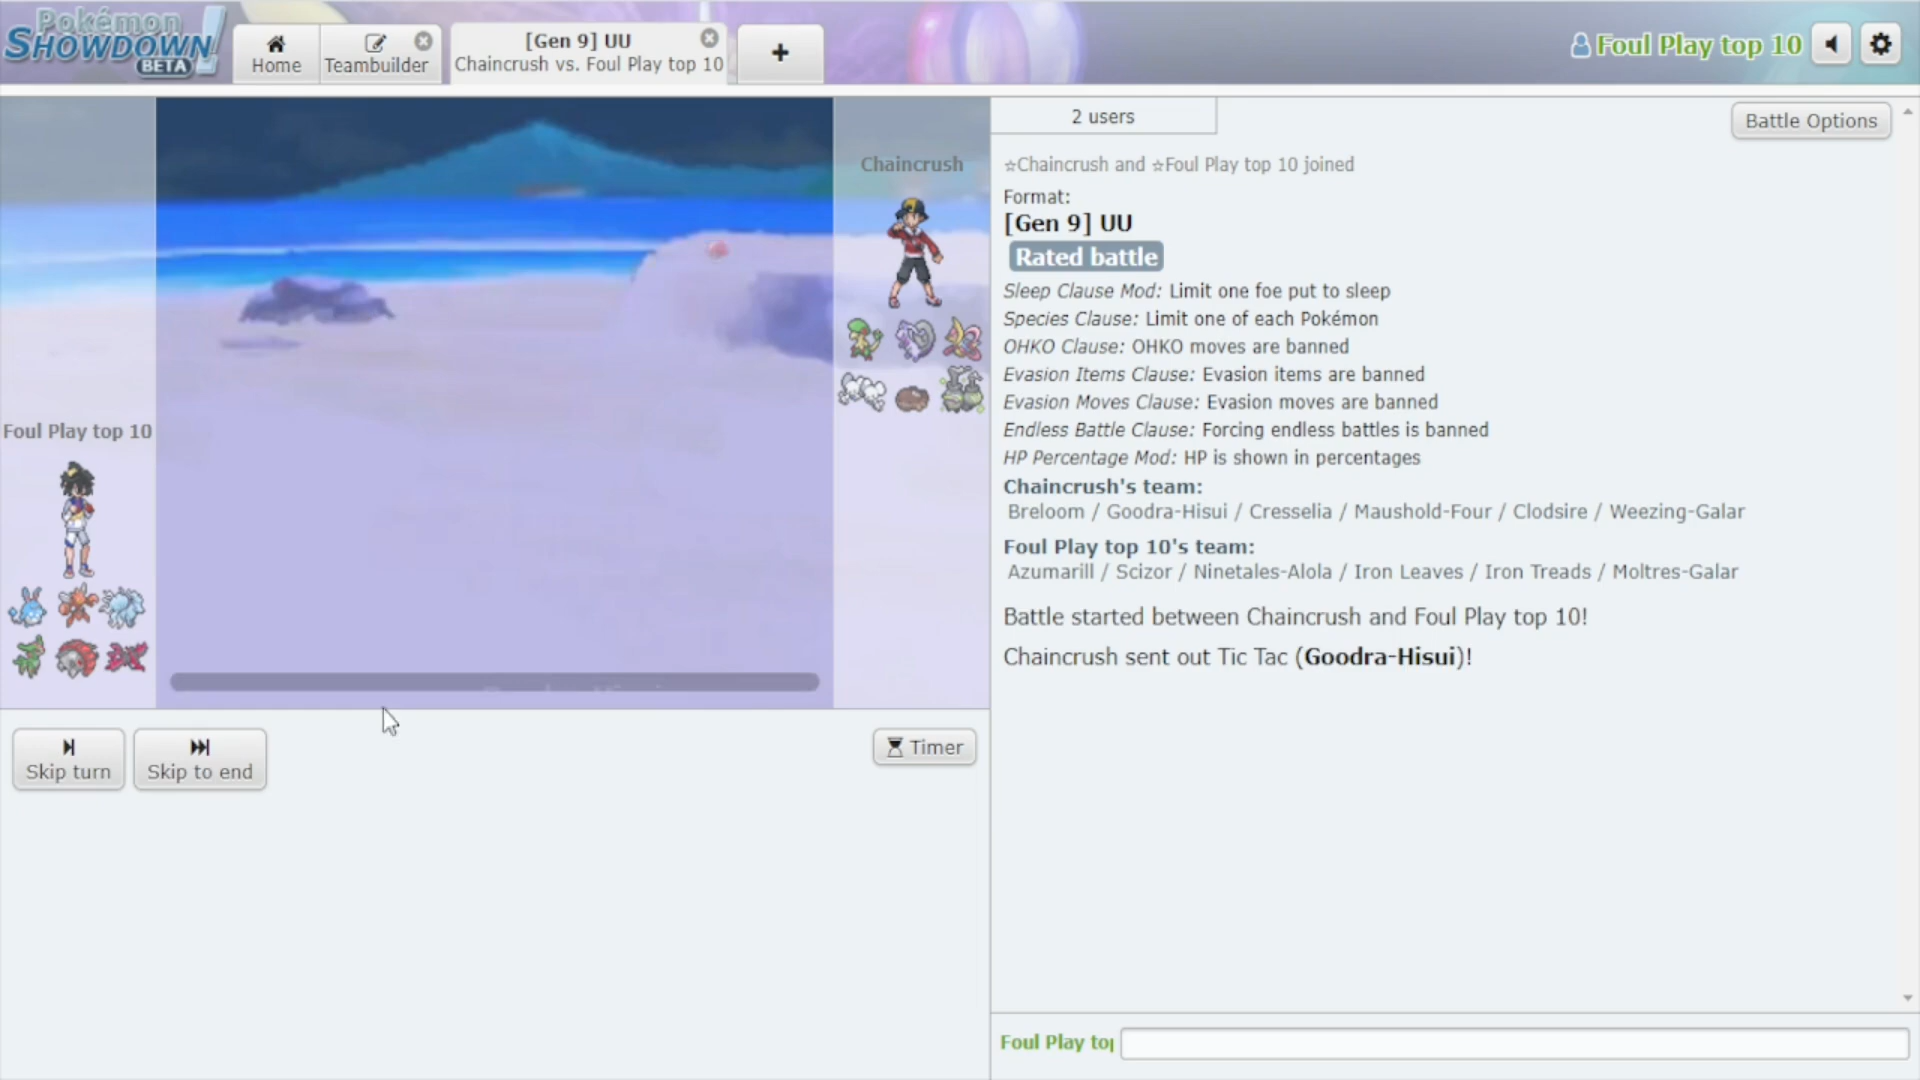 Pokémon
SHOWDOWN!
BETA
Home
Teambuilder
[Gen 9] UU
Chaincrush vs. Foul Play top 10
+
Foul Play top 10
Chaincrush
Foul Play top 10
Skip turn
Skip to end
Timer
2 users
Battle Options
☆Chaincrush and ☆Foul Play top 10 joined
Format:
[Gen 9] UU
Rated battle
Sleep Clause Mod: Limit one foe put to sleep
Species Clause: Limit one of each Pokémon
OHKO Clause: OHKO moves are banned
Evasion Items Clause: Evasion items are banned
Evasion Moves Clause: Evasion moves are banned
Endless Battle Clause: Forcing endless battles is banned
HP Percentage Mod: HP is shown in percentages
Chaincrush's team:
Breloom / Goodra-Hisui / Cresselia / Maushold-Four / Clodsire / Weezing-Galar
Foul Play top 10's team:
Azumarill / Scizor / Ninetales-Alola / Iron Leaves / Iron Treads / Moltres-Galar
Battle started between Chaincrush and Foul Play top 10!
Chaincrush sent out Tic Tac (Goodra-Hisui)!
Foul Play top